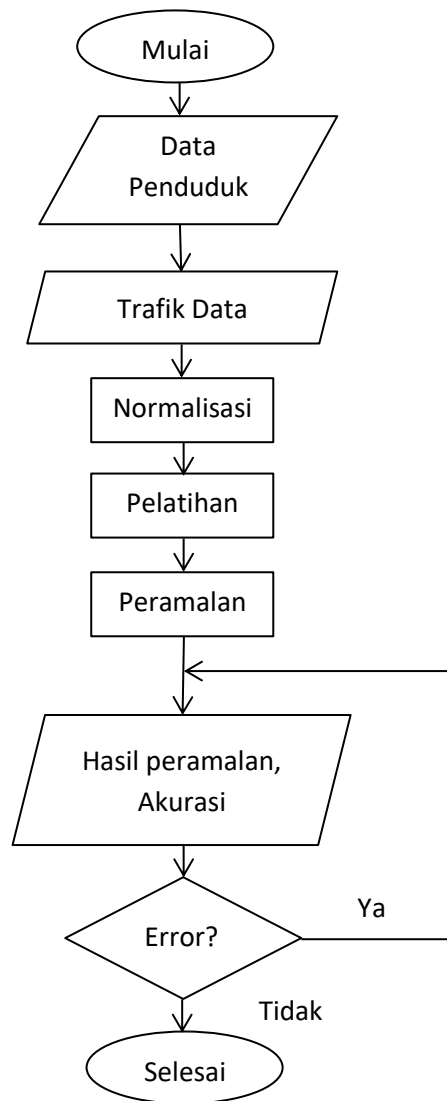 Mulai
Data
Penduduk
Trafik Data
Normalisasi
Pelatihan
Peramalan
Hasil peramalan,
Akurasi
Ya
Error?
Tidak
Selesai